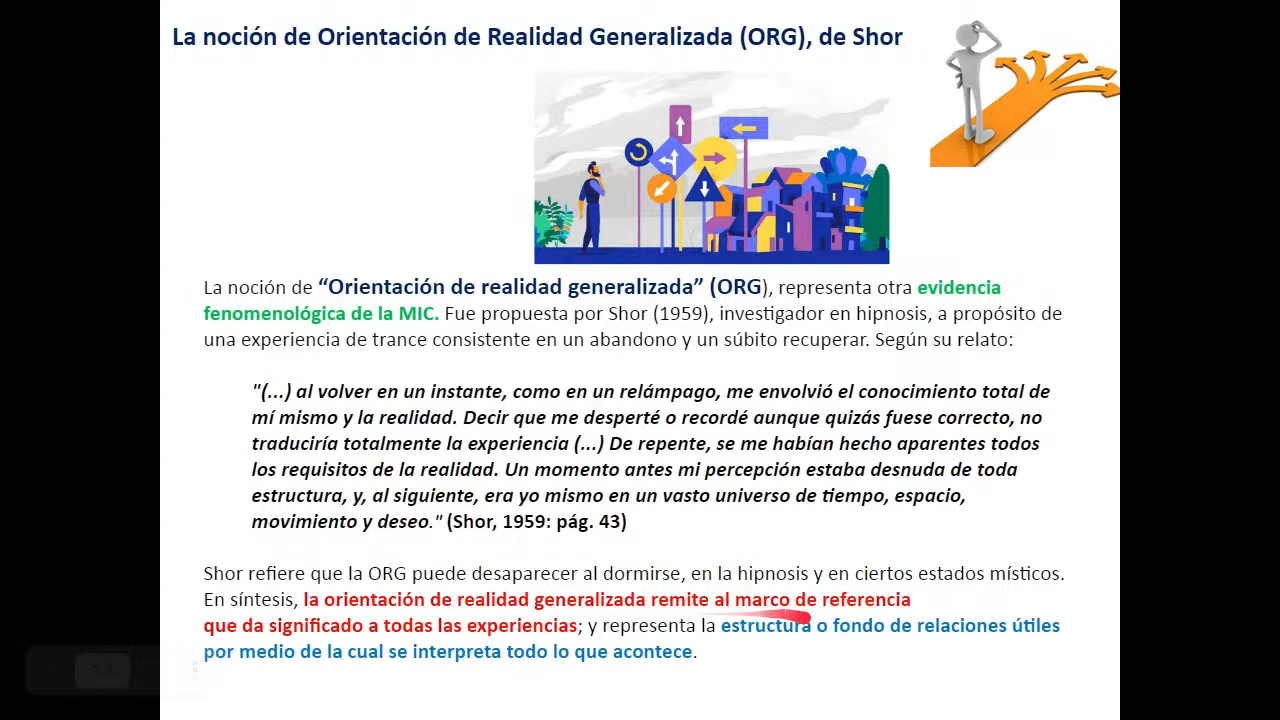 La noción de Orientación de Realidad Generalizada (ORG), de Shor
La noción de “Orientación de realidad generalizada” (ORG), representa otra evidencia
fenomenológica de la MIC. Fue propuesta por Shor (1959), investigador en hipnosis, a propósito de
una experiencia de trance consistente en un abandono y un súbito recuperar. Según su relato:
"(...) al volver en un instante, como en un relámpago, me envolvió el conocimiento total de
mí mismo y la realidad. Decir que me desperté o recordé aunque quizás fuese correcto, no
traduciría totalmente la experiencia (...) De repente, se me habían hecho aparentes todos
los requisitos de la realidad. Un momento antes mi percepción estaba desnuda de toda
estructura, y, al siguiente, era yo mismo en un vasto universo de tiempo, espacio,
movimiento y deseo." (Shor, 1959: pág. 43)
Shor refiere que la ORG puede desaparecer al dormirse, en la hipnosis y en ciertos estados místicos.
En síntesis, la orientación de realidad generalizada remite al marco de referencia
que da significado a todas las experiencias; y representa la estructura o fondo de relaciones útiles
por medio de la cual se interpreta todo lo que acontece.